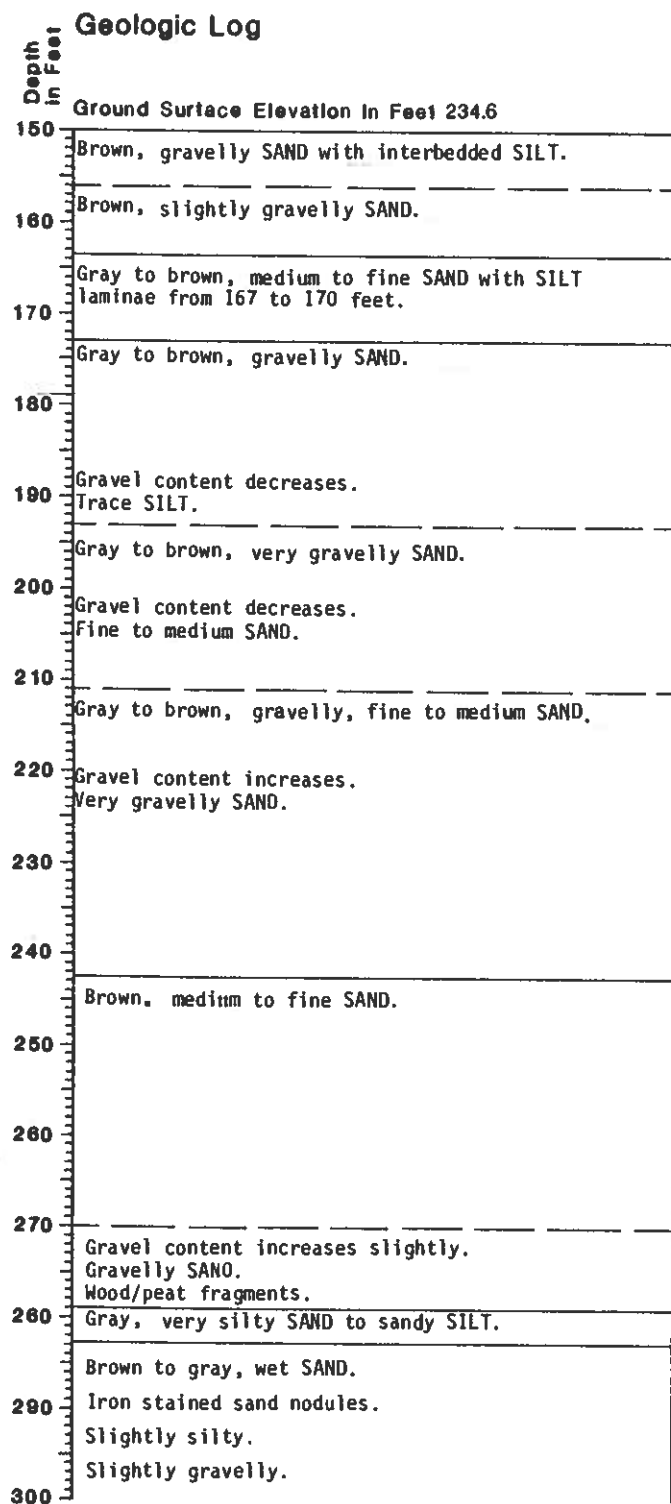 Geologic Log
Depth
in Feet
Ground Surface Elevation in Feet 234.6
150
Brown, gravelly SAND with interbedded SILT.
160
Brown, slightly gravelly SAND.
Gray to brown, medium to fine SAND with SILT
laminae from 167 to 170 feet.
170
Gray to brown, gravelly SAND.
180
Gravel content decreases.
190
Trace SILT.
Gray to brown, very gravelly SAND.
200
Gravel content decreases.
Fine to medium SAND.
210
Gray to brown, gravelly, fine to medium SAND.
220
Gravel content increases.
Very gravelly SAND.
230
240
Brown, medium to fine SAND.
250
260
270
Gravel content increases slightly.
Gravelly SAND.
Wood/peat fragments.
260
Gray, very silty SAND to sandy SILT.
Brown to gray, wet SAND.
290
Iron stained sand nodules.
Slightly silty.
Slightly gravelly.
300